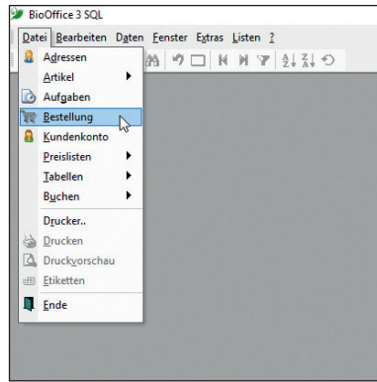 BioOffice 3 SQL
Datei Bearbeiten Daten Fenster Extras Listen ?
Adressen
Artikel
Aufgaben
Bestellung
Kundenkonto
Preislisten
Tabellen
Buchen
Drucker..
Drucken
Druckvorschau
Etiketten
Ende